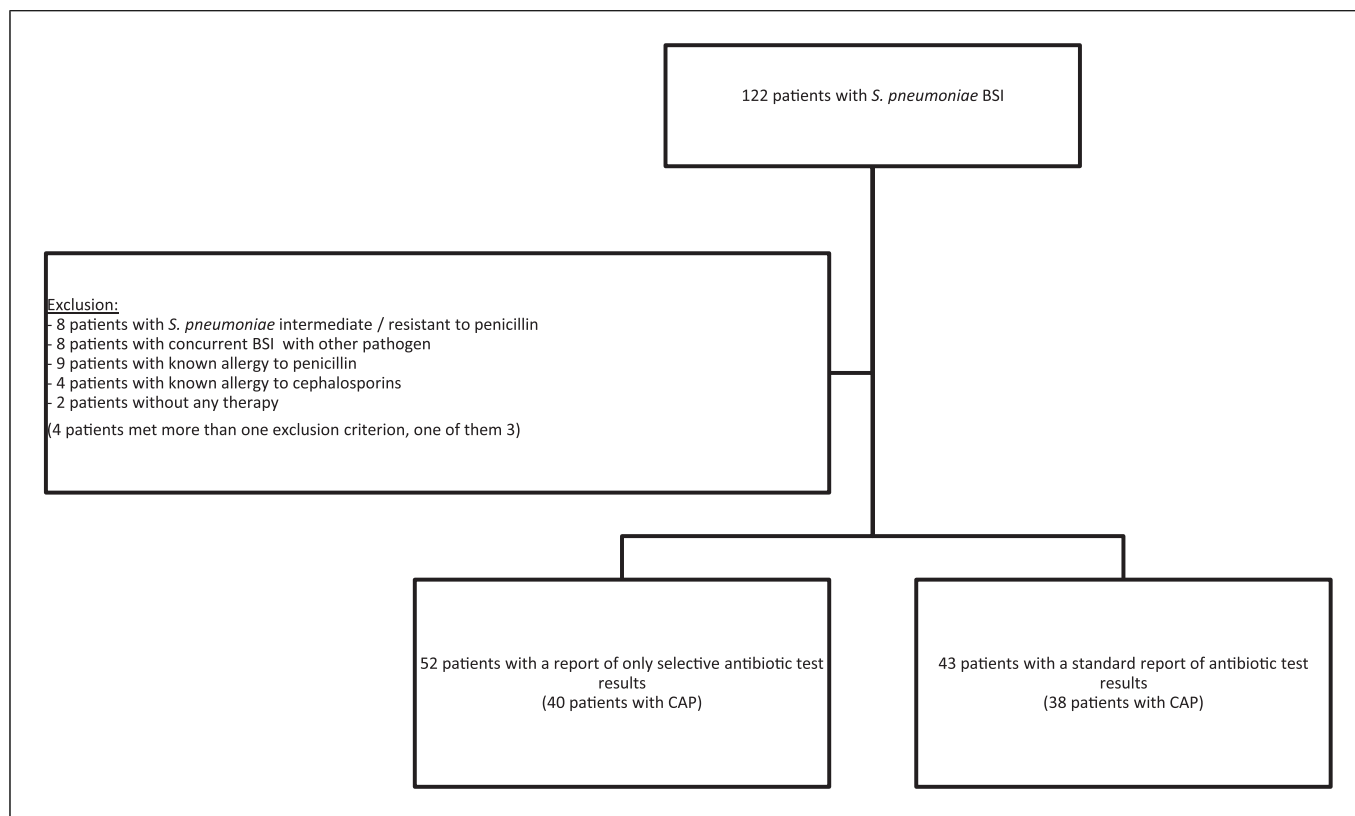 122 patients with S. pneumoniae BSI
Exclusion:
- 8 patients with S. pneumoniae intermediate / resistant to penicillin
- 8 patients with concurrent BSI with other pathogen
- 9 patients with known allergy to penicillin
- 4 patients with known allergy to cephalosporins
- 2 patients without any therapy
(4 patients met more than one exclusion criterion, one of them 3)
52 patients with a report of only selective antibiotic test
results
(40 patients with CAP)
43 patients with a standard report of antibiotic test
results
(38 patients with CAP)